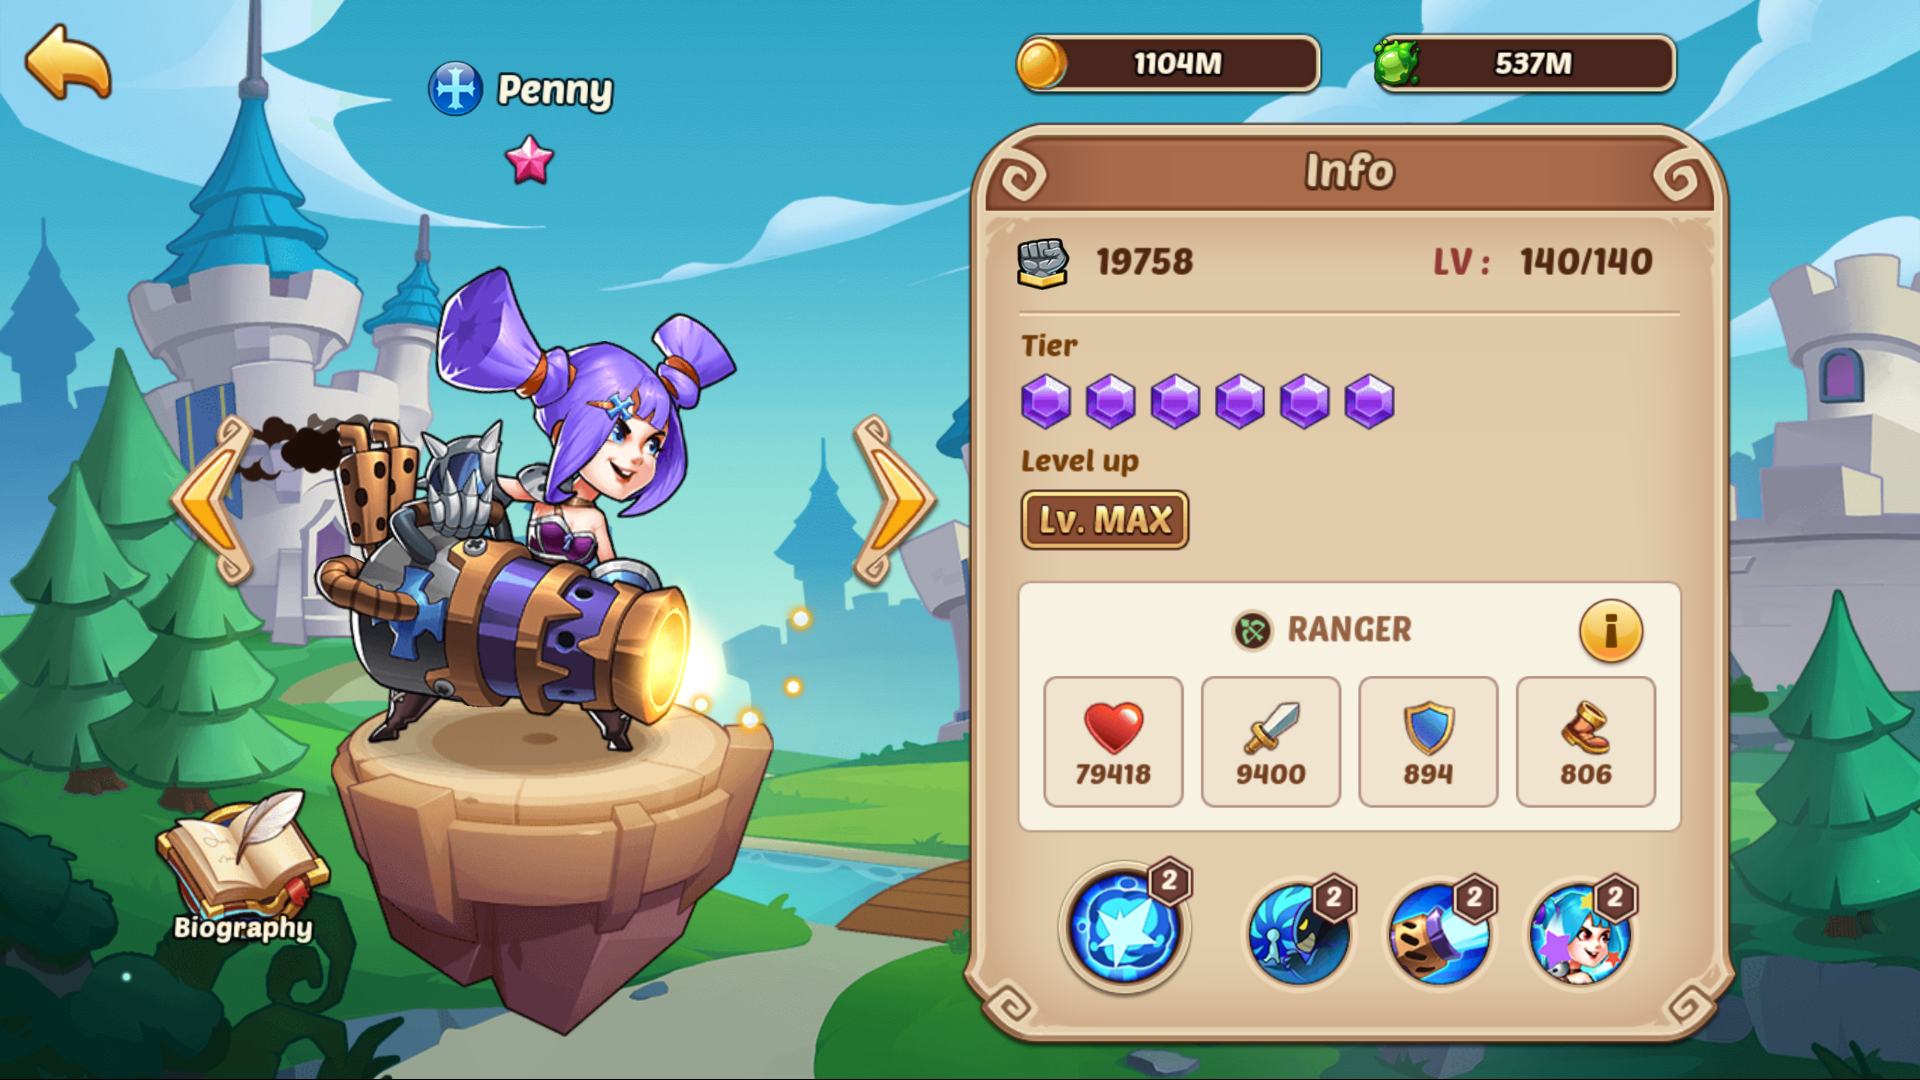 Penny
1104M
537M
Info
19758
LV: 140/140
Tier
Level up
Lv. MAX
RANGER
79418
9400
894
806
2
2
2
2
Biography